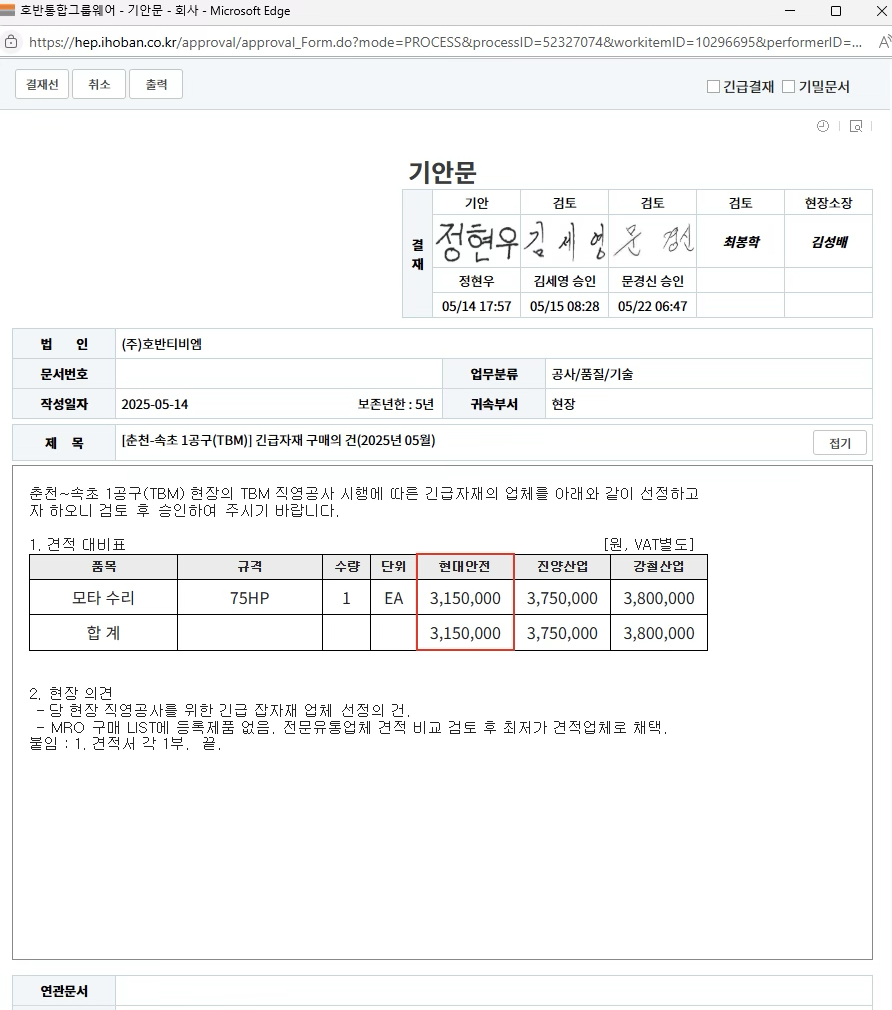 호반통합그룹웨어 - 기안문 - 회사 - Microsoft Edge
https://hep.ihoban.co.kr/approval/approval_Form.do?mode=PROCESS&processID=52327074&workitemID=10296695&performerID=...
결재선 취소 출력 긴급결재 기밀문서
기안문
결재
기안 검토 검토 검토 현장소장
정현우 김세영 문경신 최봉학 김성배
정현우 김세영 승인 문경신 승인
05/14 17:57 05/15 08:28 05/22 06:47
법 인 (주)호반티비엠
문서번호 업무분류 공사/품질/기술
작성일자 2025-05-14 보존년한 : 5년 귀속부서 현장
제 목 [춘천-속초 1공구(TBM)] 긴급자재 구매의 건(2025년 05월) 접기
춘천~속초 1공구(TBM) 현장의 TBM 직영공사 시행에 따른 긴급자재의 업체를 아래와 같이 선정하고
자 하오니 검토 후 승인하여 주시기 바랍니다.
1. 견적 대비표 [원, VAT별도]
품목 규격 수량 단위 현대안전 진양산업 강철산업
모타 수리 75HP 1 EA 3,150,000 3,750,000 3,800,000
합 계 3,150,000 3,750,000 3,800,000
2. 현장 의견
- 당 현장 직영공사를 위한 긴급 잡자재 업체 선정의 건.
- MRO 구매 LIST에 등록제품 없음. 전문유통업체 견적 비교 검토 후 최저가 견적업체로 채택.
붙임 : 1. 견적서 각 1부. 끝.
연관문서